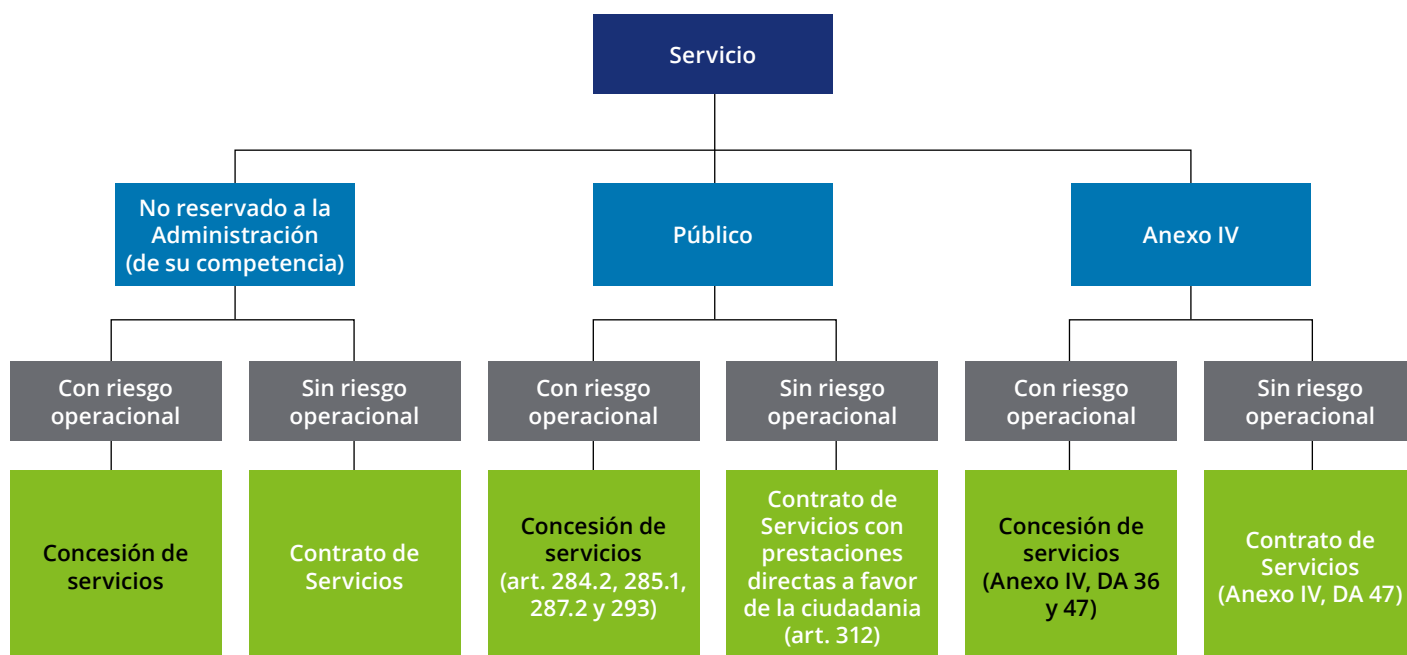 Servicio
No reservado a la
Administración
(de su competencia)
Público
Anexo IV
Con riesgo
operacional
Sin riesgo
operacional
Con riesgo
operacional
Sin riesgo
operacional
Con riesgo
operacional
Sin riesgo
operacional
Concesión de
servicios
Contrato de
Servicios
Concesión de
servicios
(art. 284.2, 285.1,
287.2 y 293)
Contrato de
Servicios con
prestaciones
directas a favor
de la ciudadania
(art. 312)
Concesión de
servicios
(Anexo IV, DA 36
y 47)
Contrato de
Servicios
(Anexo IV, DA 47)